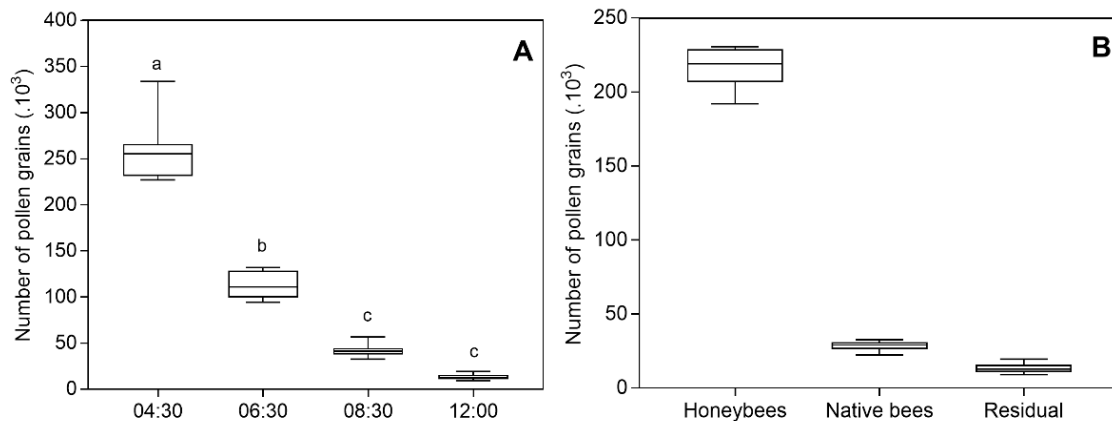 Number of pollen grains (.10³)
400
350
300
250
200
150
100
50
0
A
a
b
c
c
04:30 06:30 08:30 12:00
Number of pollen grains (.10³)
250
200
150
100
50
0
B
Honeybees Native bees Residual